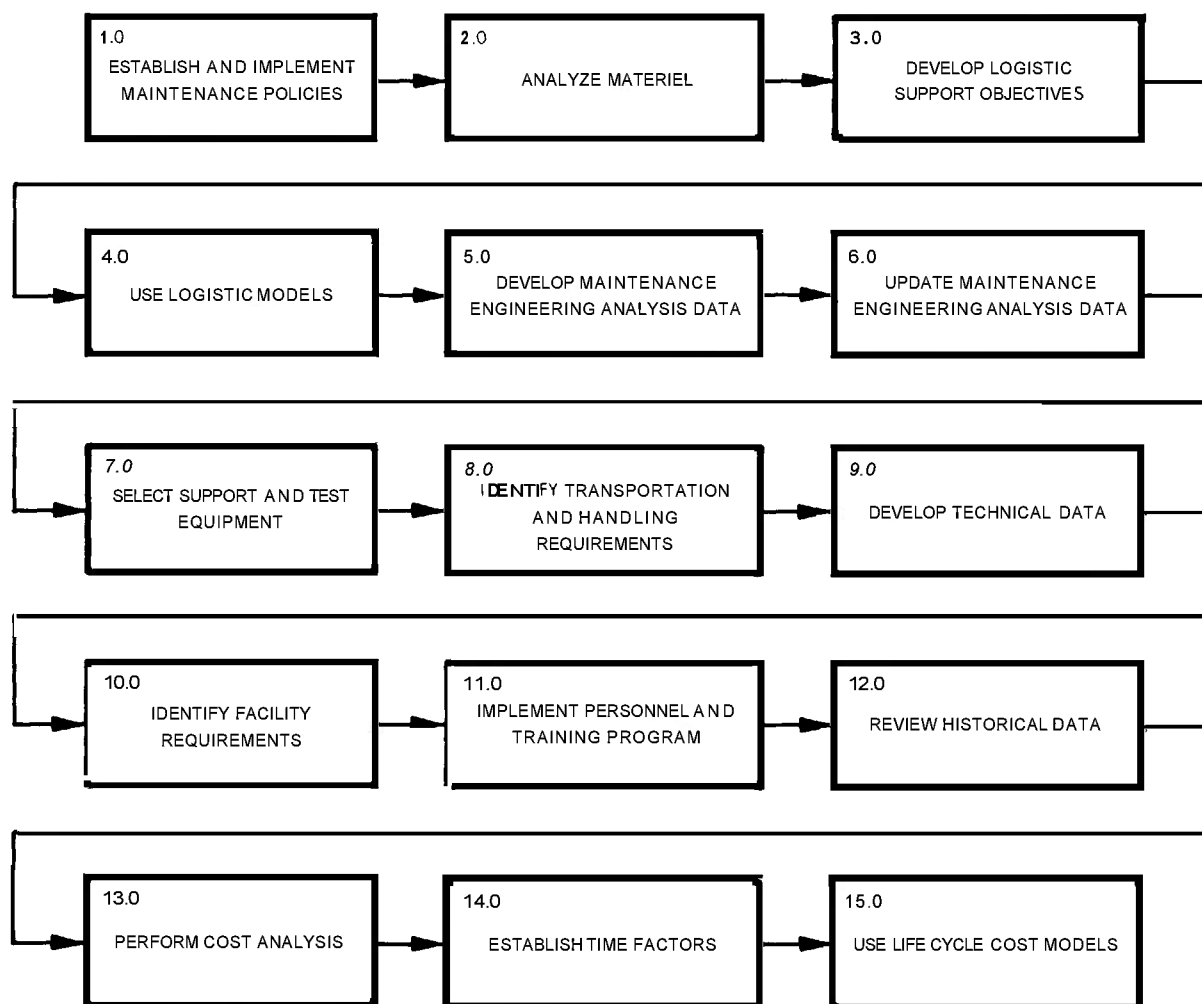 1.0
ESTABLISH AND IMPLEMENT
MAINTENANCE POLICIES
2.0
ANALYZE MATERIEL
3.0
DEVELOP LOGISTIC
SUPPORT OBJECTIVES
4.0
USE LOGISTIC MODELS
5.0
DEVELOP MAINTENANCE
ENGINEERING ANALYSIS DATA
6.0
UPDATE MAINTENANCE
ENGINEERING ANALYSIS DATA
7.0
SELECT SUPPORT AND TEST
EQUIPMENT
8.0
IDENTIFY TRANSPORTATION
AND HANDLING
REQUIREMENTS
9.0
DEVELOP TECHNICAL DATA
10.0
IDENTIFY FACILITY
REQUIREMENTS
11.0
IMPLEMENT PERSONNEL AND
TRAINING PROGRAM
12.0
REVIEW HISTORICAL DATA
13.0
PERFORM COST ANALYSIS
14.0
ESTABLISH TIME FACTORS
15.0
USE LIFE CYCLE COST MODELS